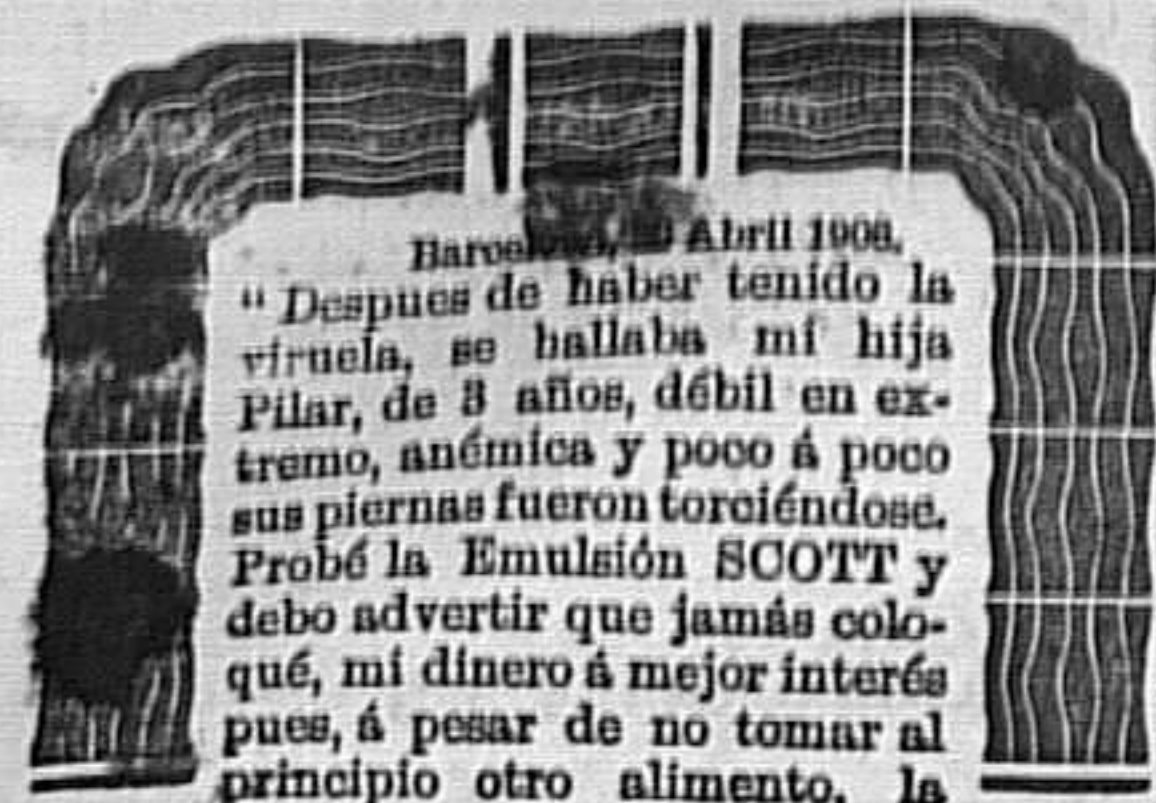 Abril 1908.
“Despues de haber tenido la
viruela, se hallaba mi hija
Pilar, de 3 años, débil en ex-
tremo, anémica y poco á poco
sus piernas fueron torciéndose.
Probé la Emulsión SCOTT y
debo advertir que jamás colo-
qué, mi dinero á mejor interés
pues, á pesar de no tomar al
principio otro alimento, la